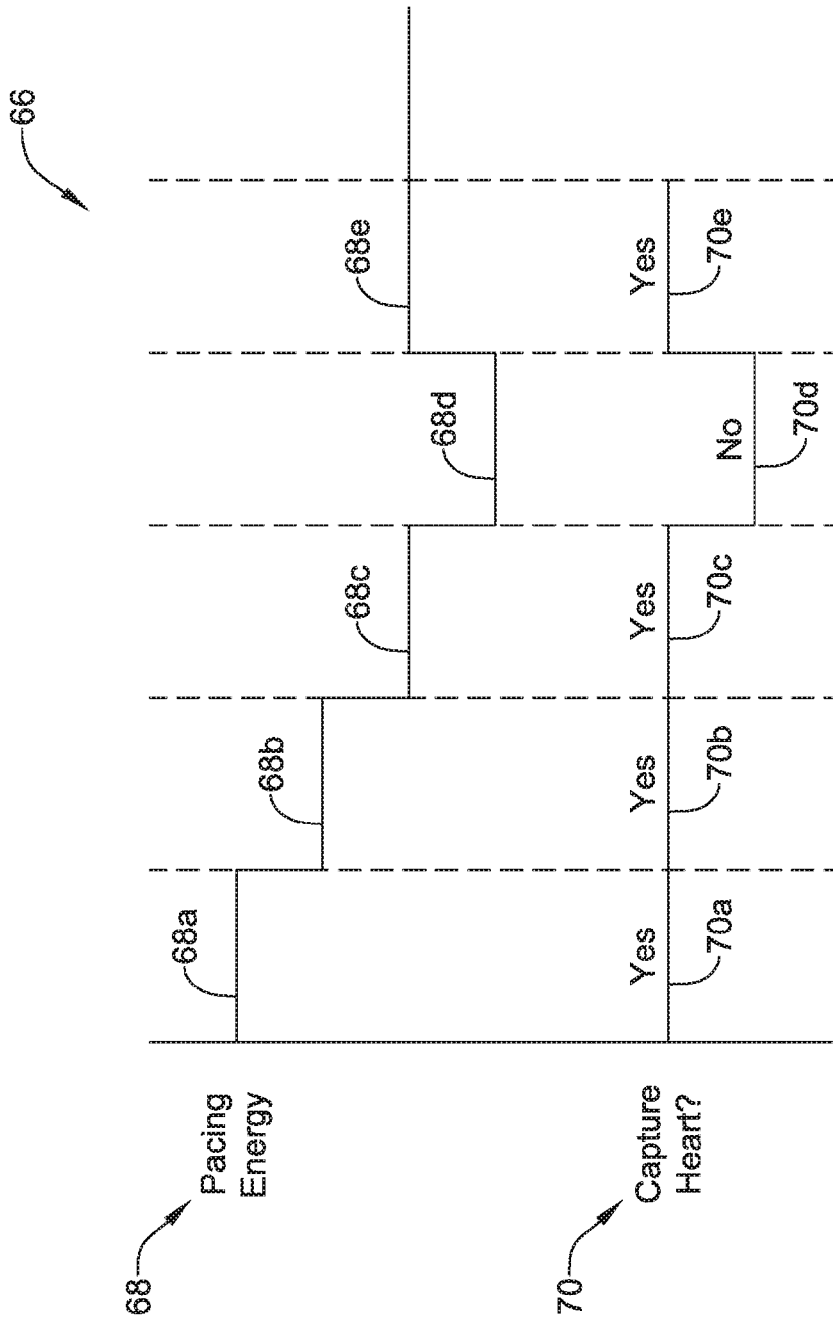 66
68
Pacing
Energy
68a
68b
68c
68d
68e
70
Capture
Heart?
Yes
Yes
Yes
No
Yes
70a
70b
70c
70d
70e